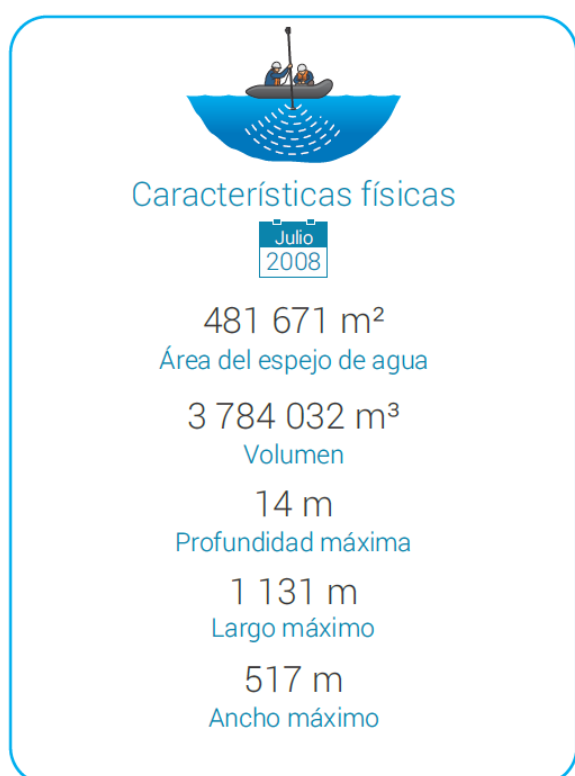 Características físicas
Julio
2008
481 671 m²
Área del espejo de agua
3 784 032 m³
Volumen
14 m
Profundidad máxima
1 131 m
Largo máximo
517 m
Ancho máximo